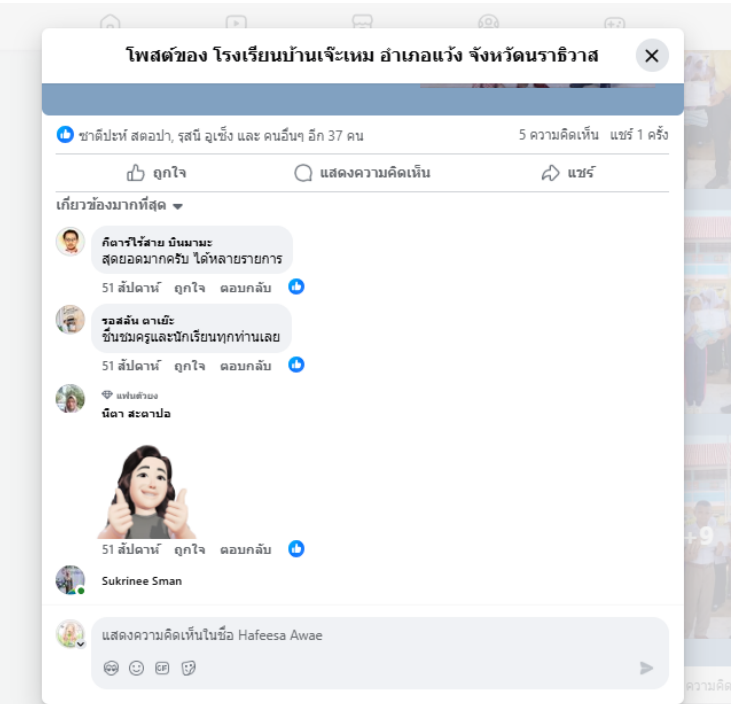 โพสต์ของ โรงเรียนบ้านเจ๊ะเหม อำเภอแว้ง จังหวัดนราธิวาส
ซาตีปะห์ สตอปา, รุสนี อูเซ็ง และ คนอื่นๆ อีก 37 คน
5 ความคิดเห็น แชร์ 1 ครั้ง
ถูกใจ แสดงความคิดเห็น แชร์
เกี่ยวข้องมากที่สุด
กีตาร์ไร้สาย บินมามะ
สุดยอดมากครับ ได้หลายรายการ
51 สัปดาห์ ถูกใจ ตอบกลับ
รอสลัน ตาเย๊ะ
ชื่นชมครูและนักเรียนทุกท่านเลย
51 สัปดาห์ ถูกใจ ตอบกลับ
แฟนตัวยง
นีตา สะตาปอ
51 สัปดาห์ ถูกใจ ตอบกลับ
+9
Sukrinee Sman
แสดงความคิดเห็นในชื่อ Hafeesa Awae
GIF
ความคิด